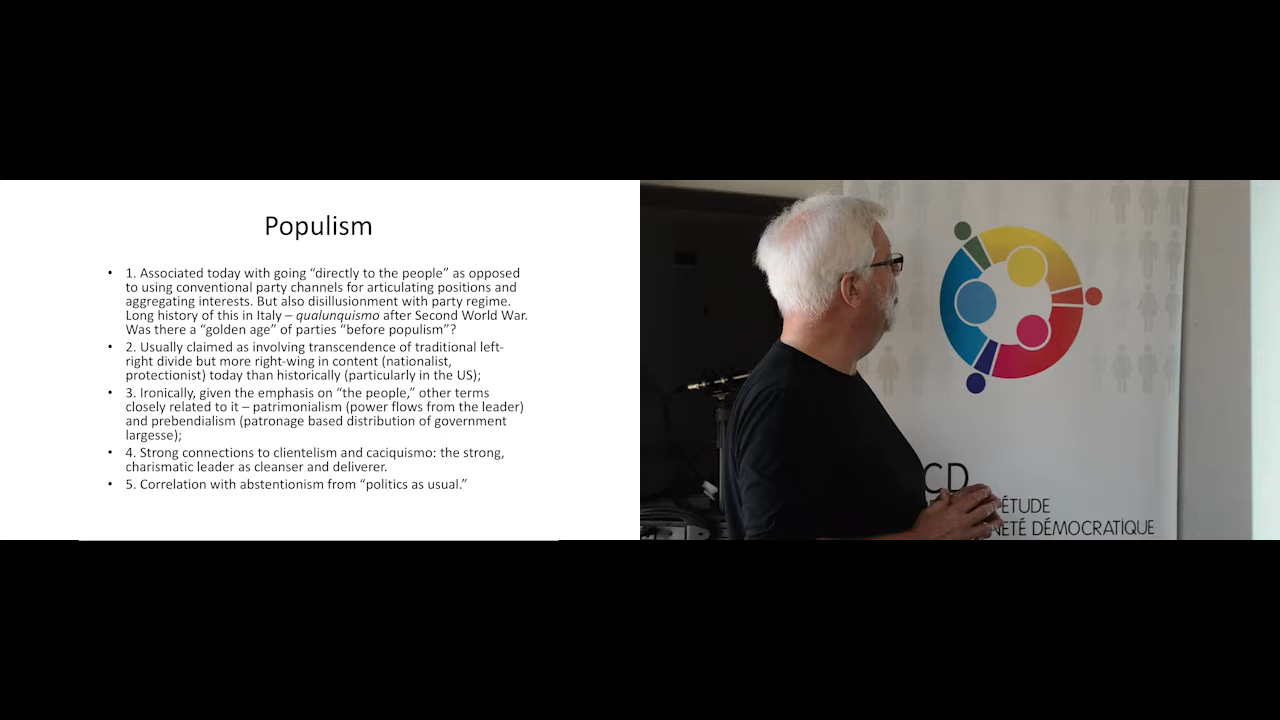 Populism
• 1. Associated today with going “directly to the people” as opposed
to using conventional party channels for articulating positions and
aggregating interests. But also disillusionment with party regime.
Long history of this in Italy – qualunquismo after Second World War.
Was there a “golden age” of parties “before populism”?
• 2. Usually claimed as involving transcendence of traditional left-
right divide but more right-wing in content (nationalist,
protectionist) today than historically (particularly in the US);
• 3. Ironically, given the emphasis on “the people,” other terms
closely related to it – patrimonialism (power flows from the leader)
and prebendialism (patronage based distribution of government
largesse);
• 4. Strong connections to clientelism and caciquismo: the strong,
charismatic leader as cleanser and deliverer.
• 5. Correlation with abstentionism from “politics as usual.”
CD
ÉTUDE
DÉMOCRATIQUE